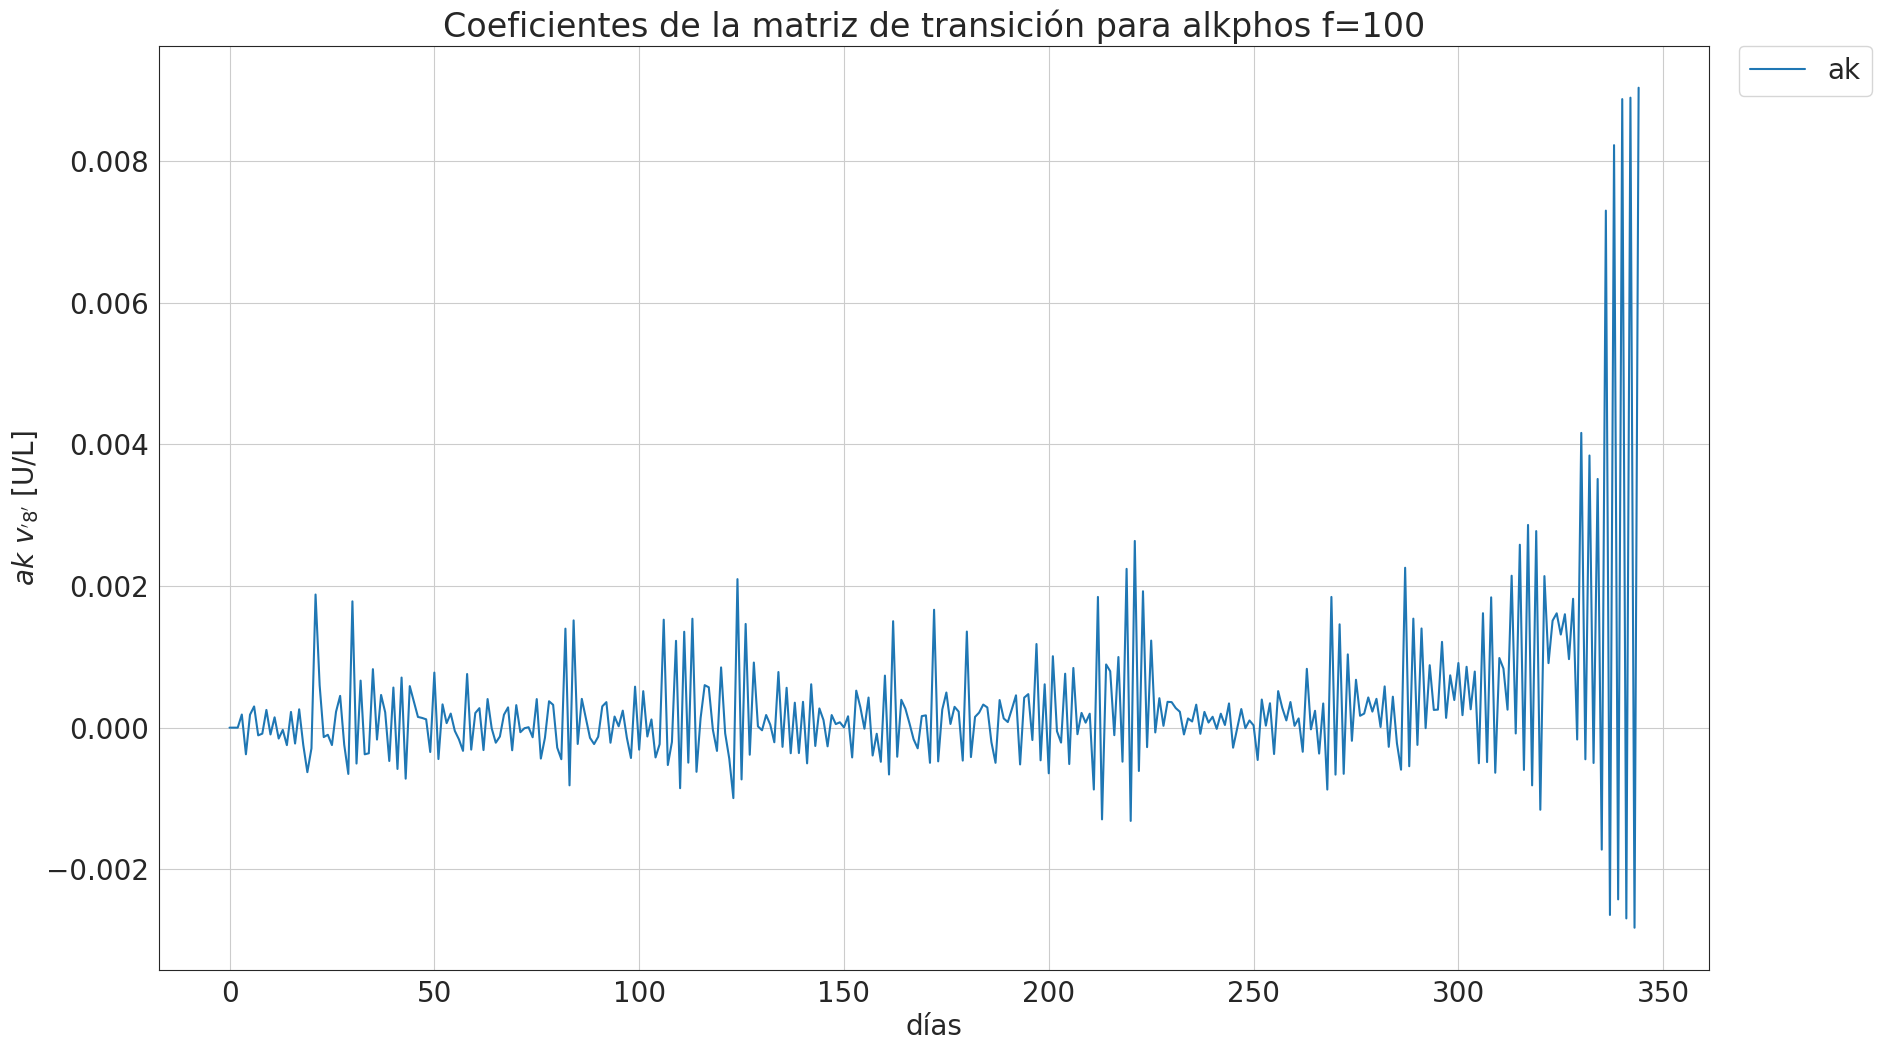 Coeficientes de la matriz de transición para alkphos f=100
ak
0.008
0.006
0.004
0.002
0.000
−0.002
ak v′8′ [U/L]
0 50 100 150 200 250 300 350
días